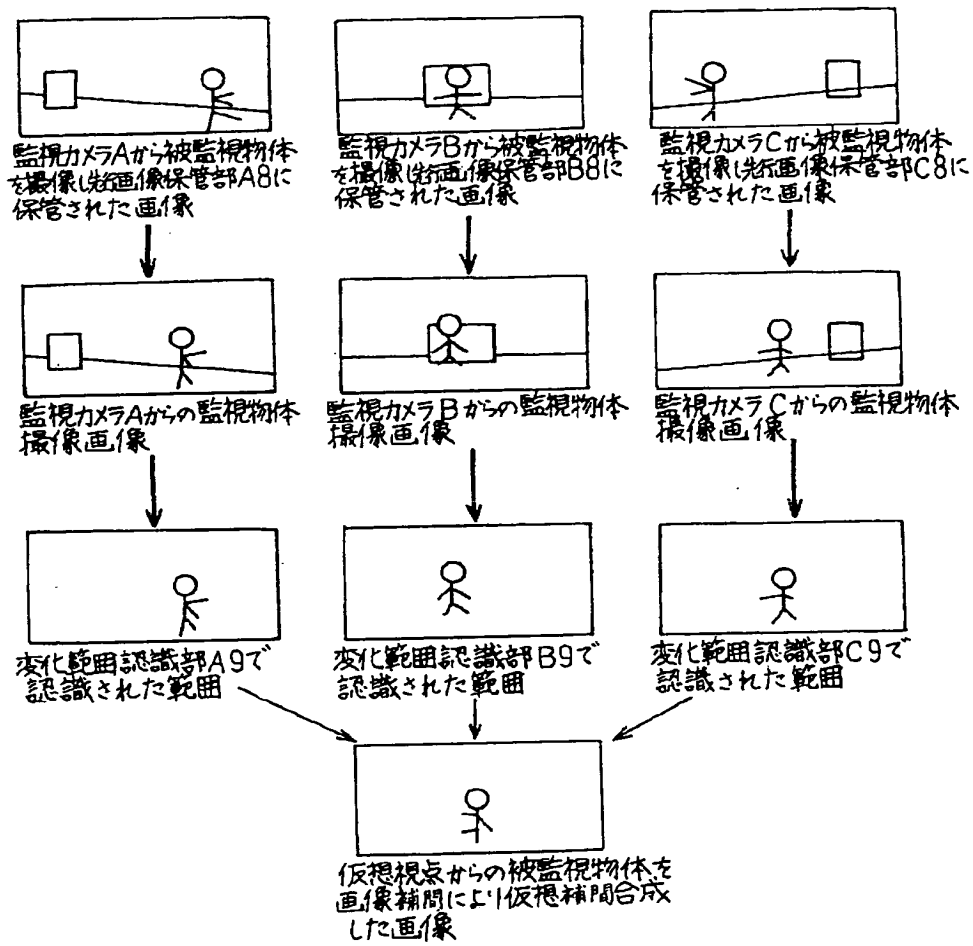 監視カメラAから被監視物体
を撮像し先行画像保管部A8に
保管された画像
監視カメラBから被監視物体
を撮像し先行画像保管部B8に
保管された画像
監視カメラCから被監視物体
を撮像し先行画像保管部C8に
保管された画像
監視カメラAからの監視物体
撮像画像
監視カメラBからの監視物体
撮像画像
監視カメラCからの監視物体
撮像画像
変化範囲認識部A9で
認識された範囲
変化範囲認識部B9で
認識された範囲
変化範囲認識部C9で
認識された範囲
仮想視点からの被監視物体を
画像補間により仮想補間合成
した画像